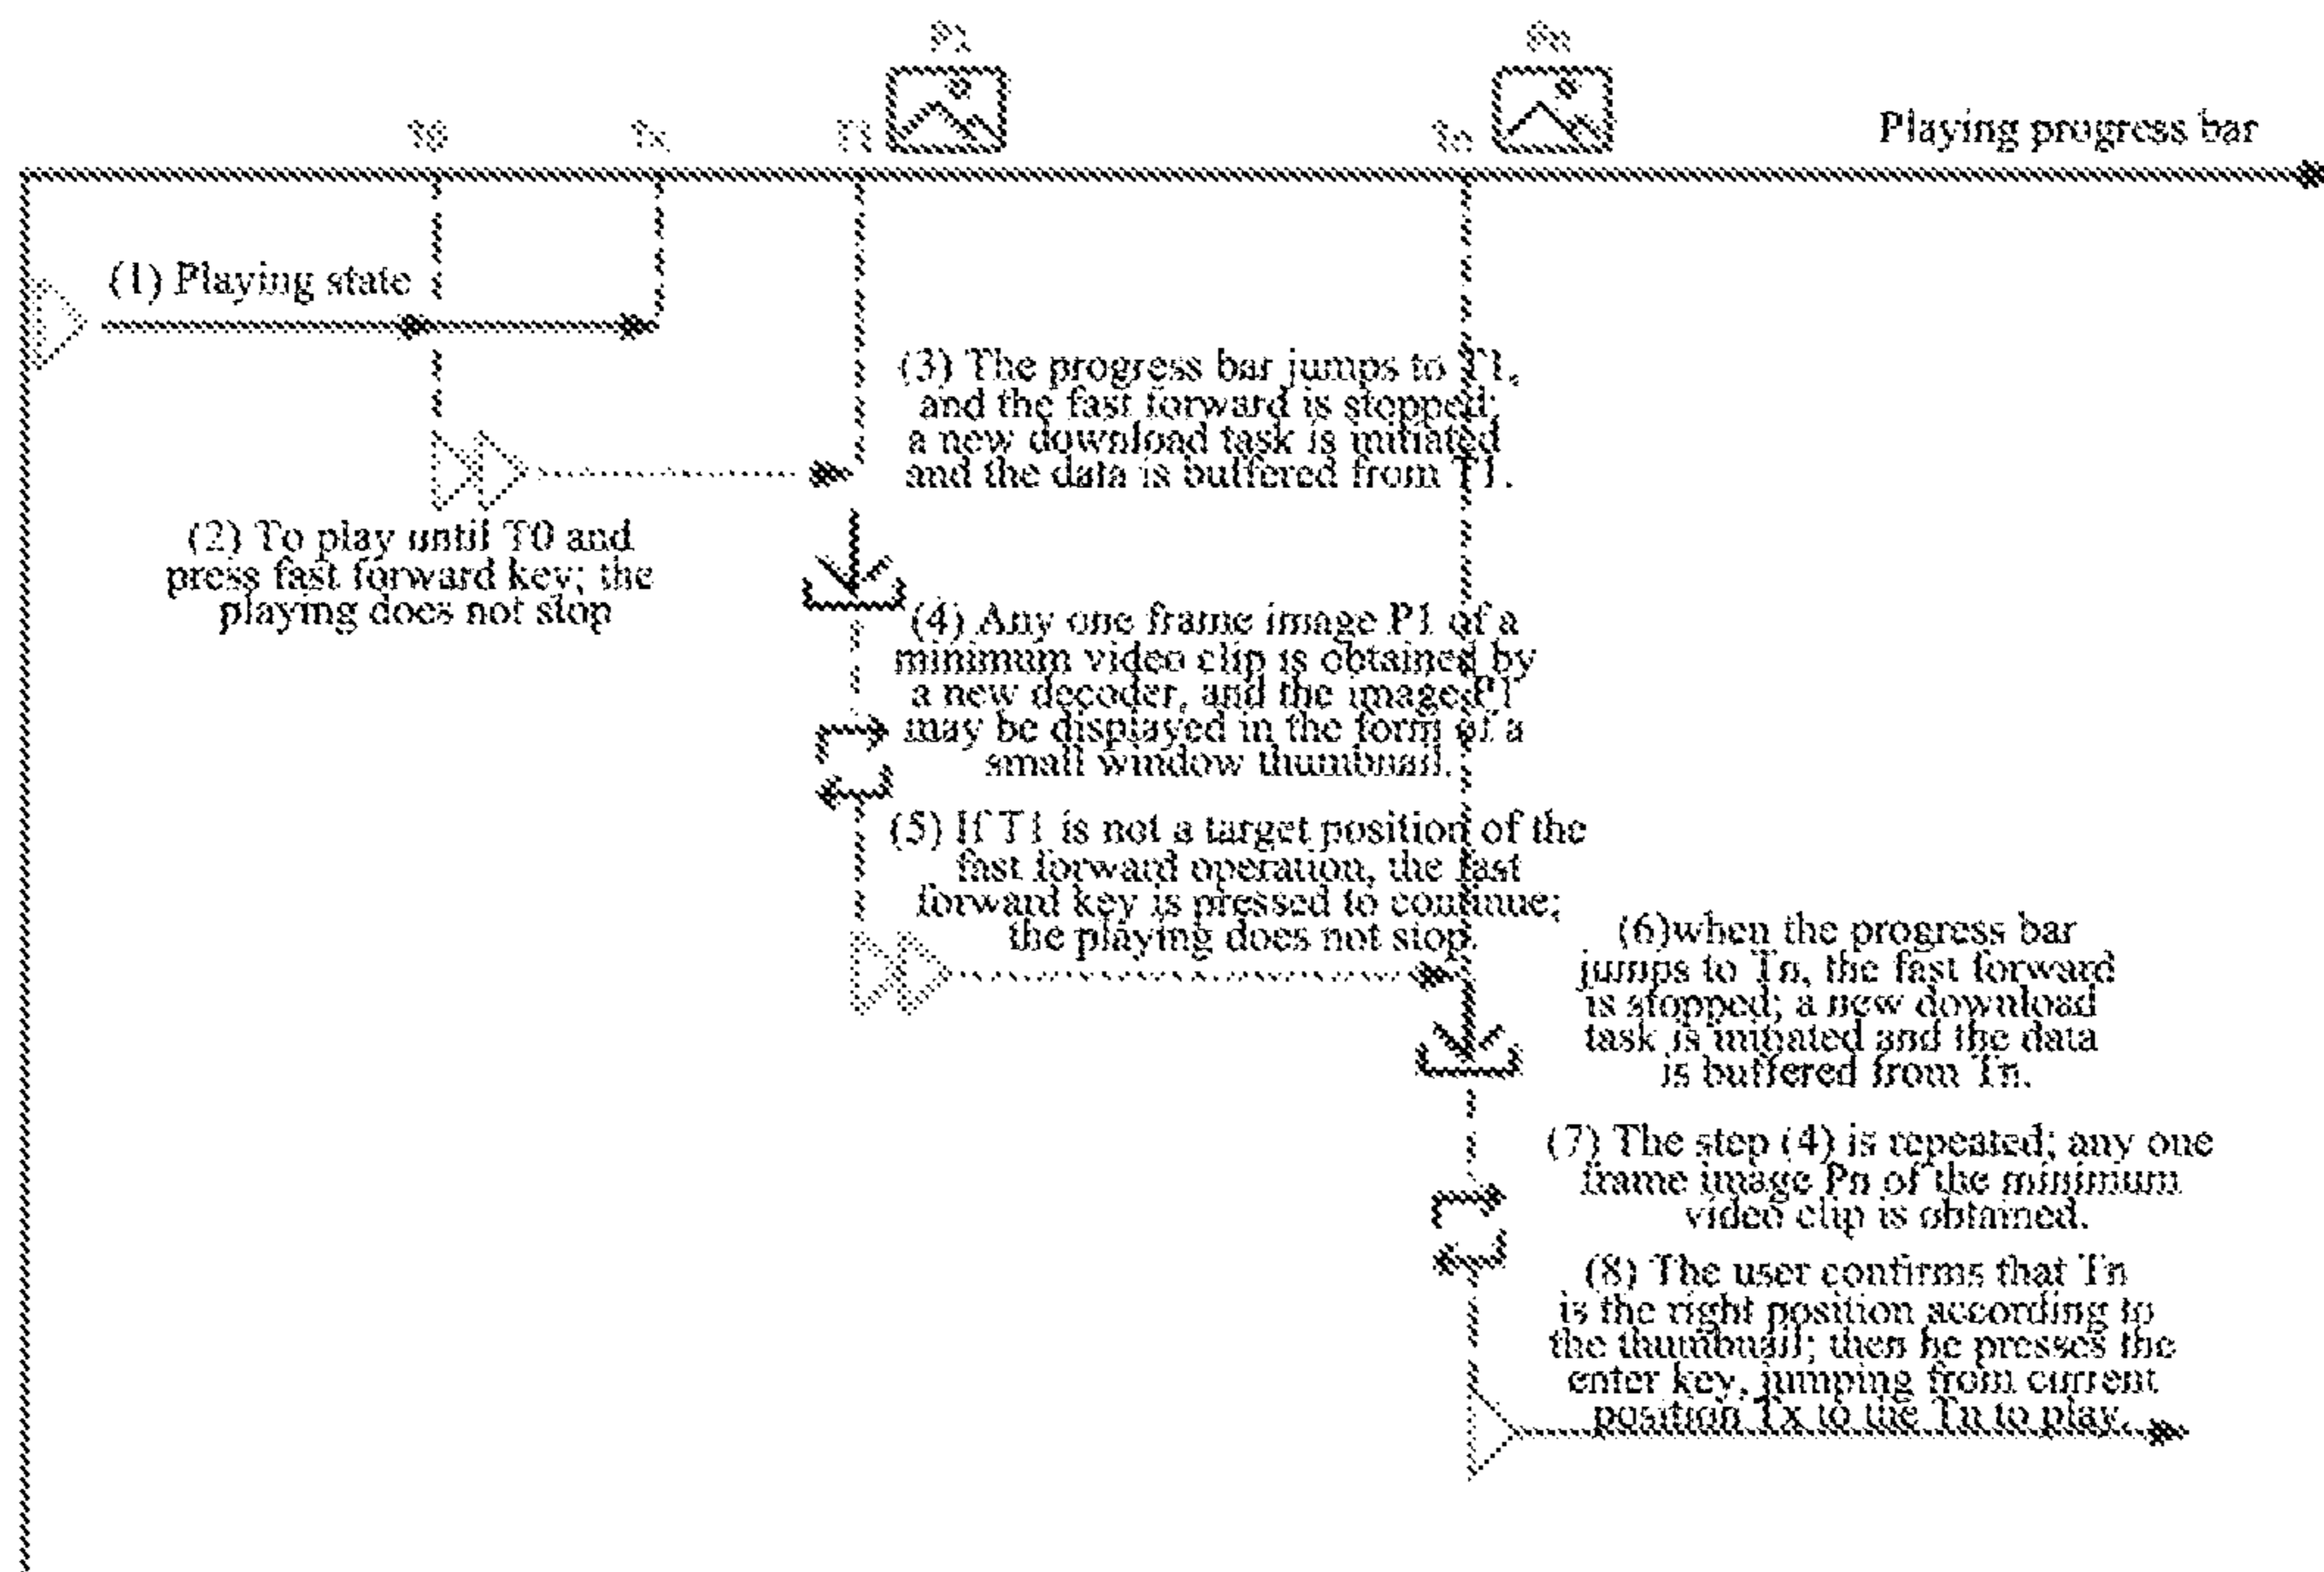 P1
Pn
T0
Tx
T1
Tn
Playing progress bar
(1) Playing state
(2) To play until T0 and
press fast forward key; the
playing does not stop
(3) The progress bar jumps to T1,
and the fast forward is stopped;
a new download task is initiated
and the data is buffered from T1.
(4) Any one frame image P1 of a
minimum video clip is obtained by
a new decoder, and the image P1
may be displayed in the form of a
small window thumbnail.
(5) If T1 is not a target position of the
fast forward operation, the fast
forward key is pressed to continue;
the playing does not stop.
(6)when the progress bar
jumps to Tn, the fast forward
is stopped; a new download
task is initiated and the data
is buffered from Tn.
(7) The step (4) is repeated; any one
frame image Pn of the minimum
video clip is obtained.
(8) The user confirms that Tn
is the right position according to
the thumbnail; then he presses the
enter key, jumping from current
position Tx to the Tn to play.